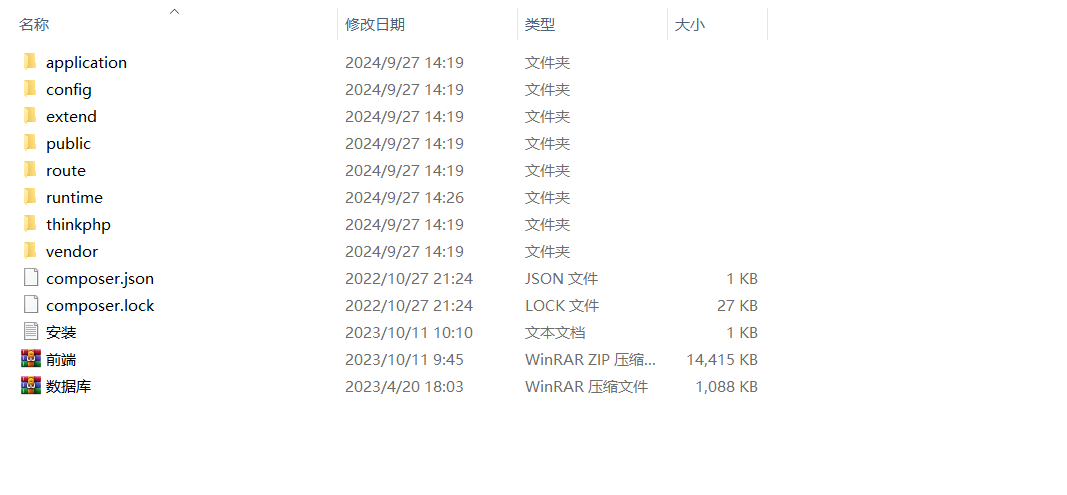 名称 修改日期 类型 大小
application 2024/9/27 14:19 文件夹
config 2024/9/27 14:19 文件夹
extend 2024/9/27 14:19 文件夹
public 2024/9/27 14:19 文件夹
route 2024/9/27 14:19 文件夹
runtime 2024/9/27 14:26 文件夹
thinkphp 2024/9/27 14:19 文件夹
vendor 2024/9/27 14:19 文件夹
composer.json 2022/10/27 21:24 JSON 文件 1 KB
composer.lock 2022/10/27 21:24 LOCK 文件 27 KB
安装 2023/10/11 10:10 文本文档 1 KB
前端 2023/10/11 9:45 WinRAR ZIP 压缩... 14,415 KB
数据库 2023/4/20 18:03 WinRAR 压缩文件 1,088 KB